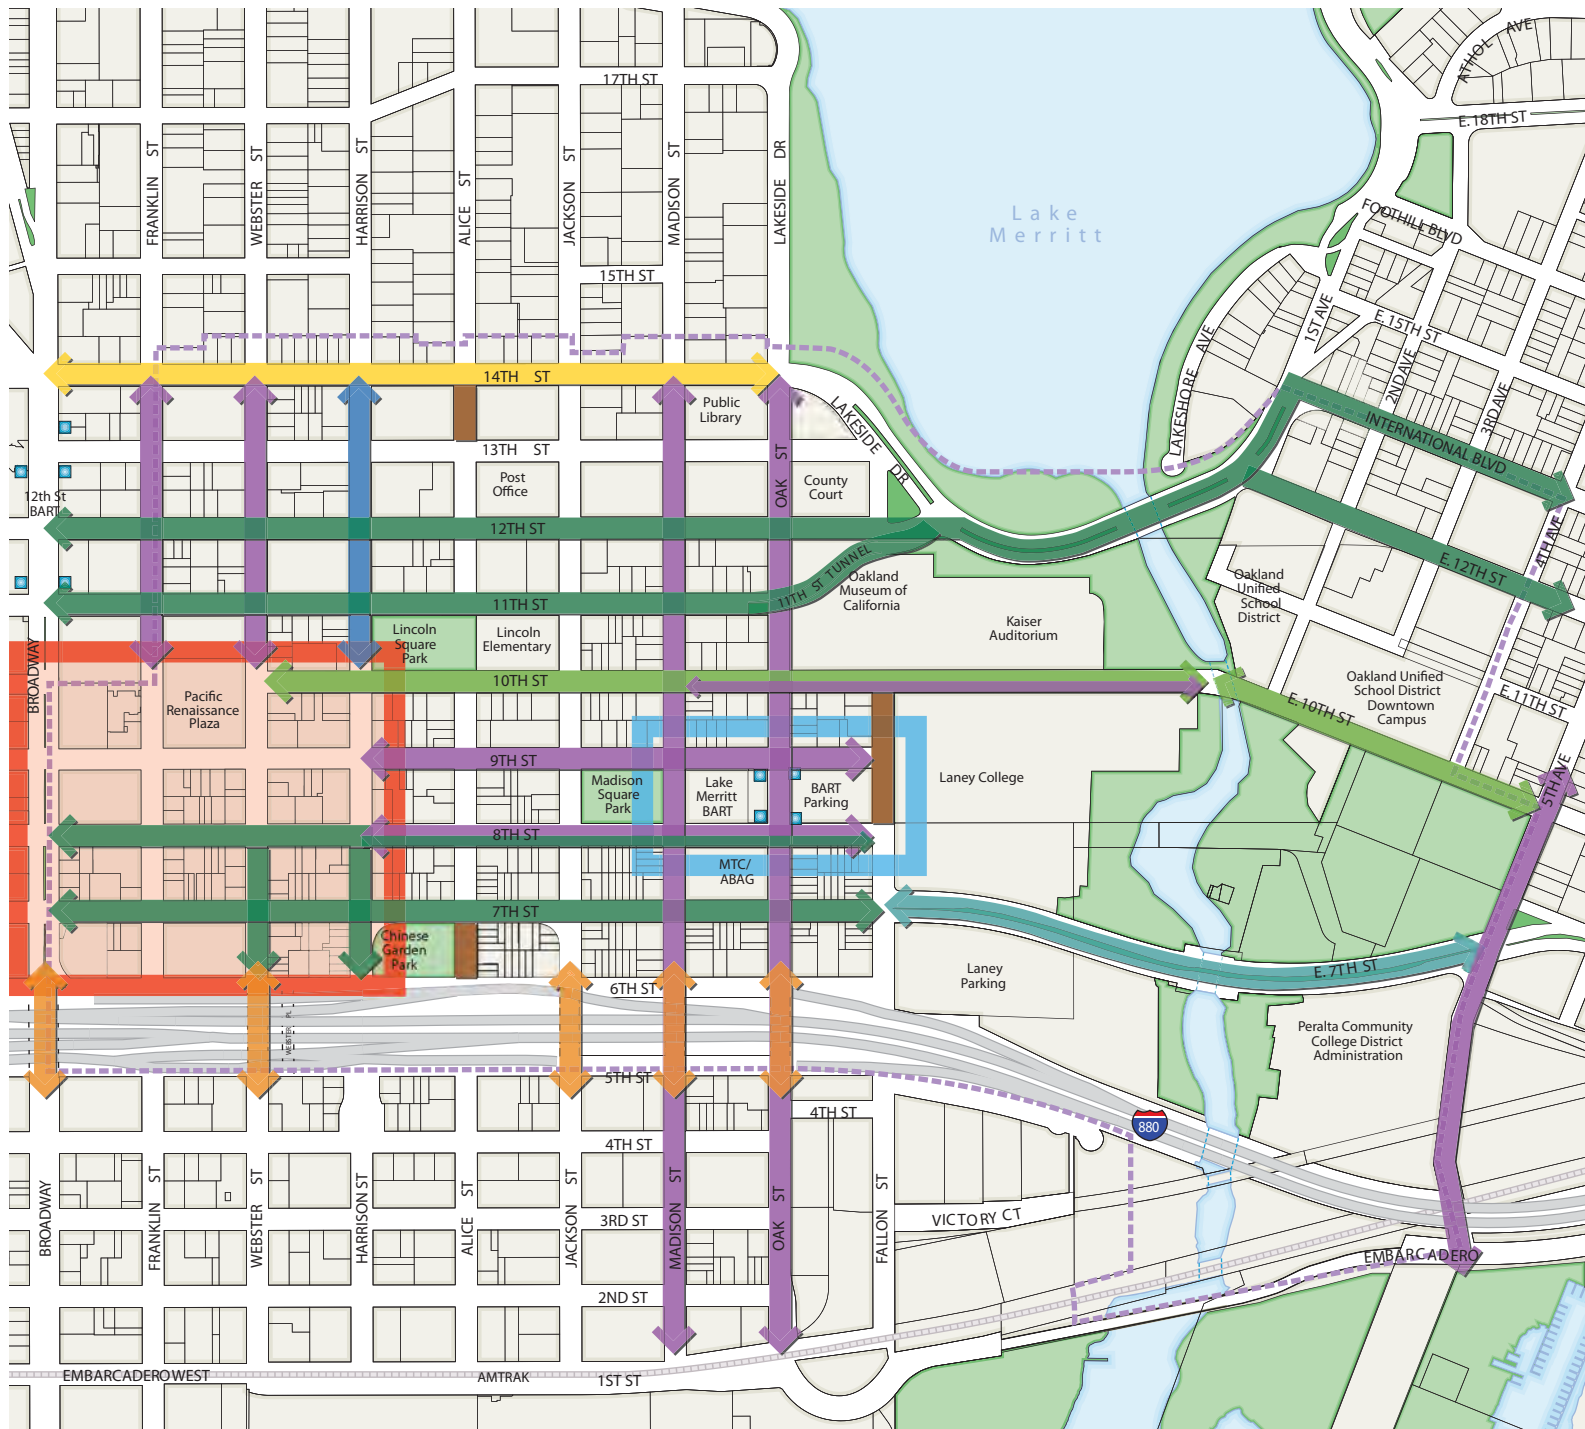 17TH ST
ATHOL AVE
E. 18TH ST
FRANKLIN ST
WEBSTER ST
HARRISON ST
ALICE ST
JACKSON ST
MADISON ST
LAKESIDE DR
Lake
Merritt
FOOTHILL BLVD
15TH ST
1ST AVE
E. 15TH ST
LAKESHORE AVE
2ND AVE
3RD AVE
14TH ST
Public
Library
LAKESIDE DR
INTERNATIONAL BLVD
13TH ST
OAK ST
Post
Office
County
Court
12th St
BART
12TH ST
4TH AVE
E. 12TH ST
11TH ST TUNNEL
Oakland
Museum of
California
Oakland
Unified
School
District
11TH ST
Lincoln
Square
Park
Lincoln
Elementary
Kaiser
Auditorium
BROADWAY
10TH ST
Pacific
Renaissance
Plaza
Oakland Unified
School District
Downtown
Campus
E. 10TH ST
E. 11TH ST
9TH ST
Madison
Square
Park
Lake
Merritt
BART
BART
Parking
Laney College
5TH AVE
8TH ST
MTC/
ABAG
7TH ST
Chinese
Garden
Park
E. 7TH ST
Laney
Parking
6TH ST
WEBSTER PL
Peralta Community
College District
Administration
5TH ST
4TH ST
880
4TH ST
BROADWAY
FRANKLIN ST
WEBSTER ST
HARRISON ST
ALICE ST
JACKSON ST
MADISON ST
OAK ST
FALLON ST
3RD ST
VICTORY CT
EMBARCADERO
2ND ST
EMBARCADERO WEST
AMTRAK
1ST ST